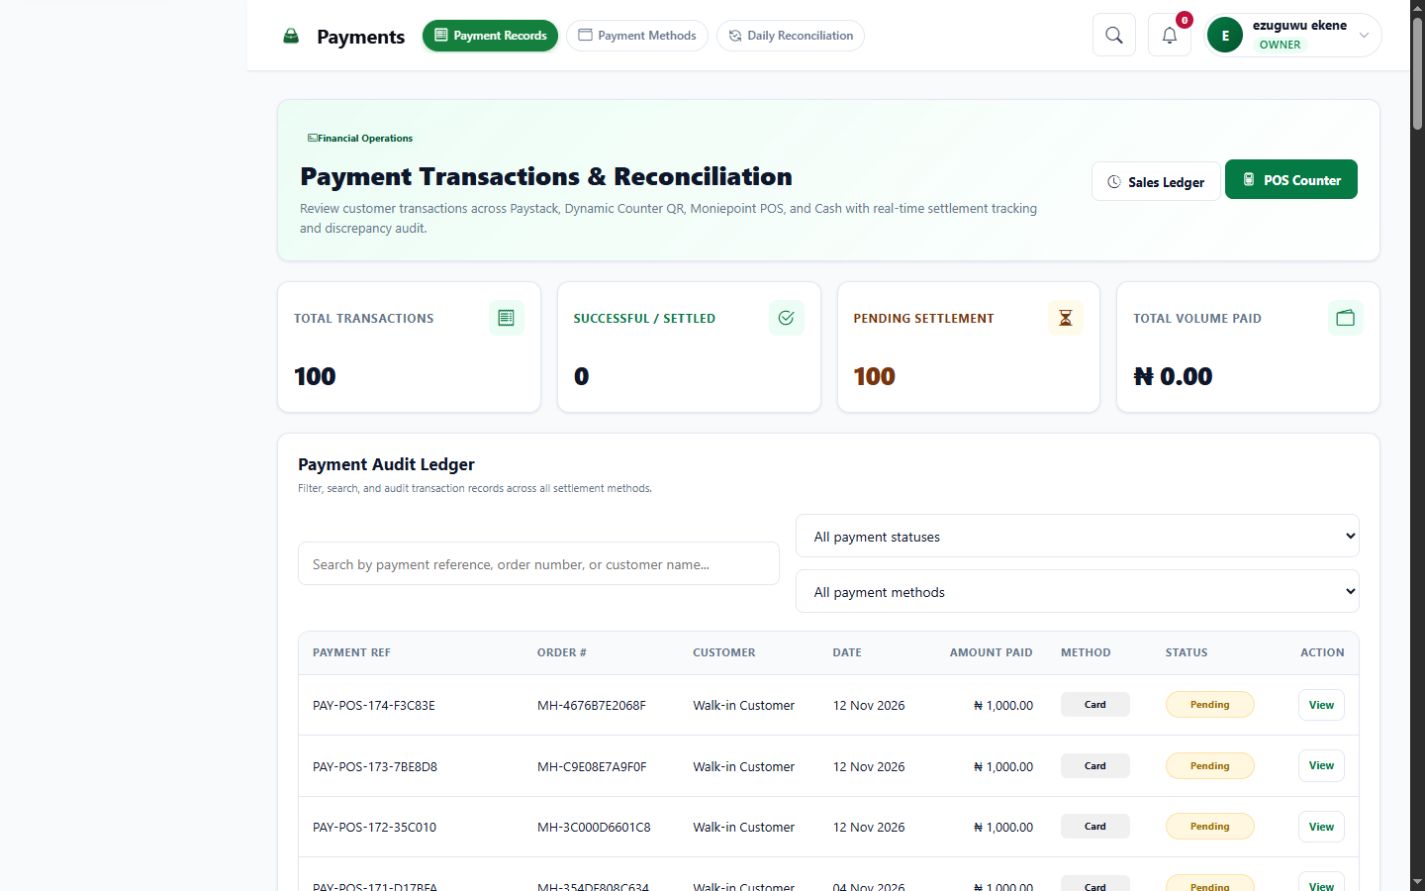 Payments
Payment Records
Payment Methods
Daily Reconciliation
0
E
ezuguwu ekene
OWNER
Financial Operations
Payment Transactions & Reconciliation
Review customer transactions across Paystack, Dynamic Counter QR, Moniepoint POS, and Cash with real-time settlement tracking
and discrepancy audit.
Sales Ledger
POS Counter
TOTAL TRANSACTIONS
100
SUCCESSFUL / SETTLED
0
PENDING SETTLEMENT
100
TOTAL VOLUME PAID
₦ 0.00
Payment Audit Ledger
Filter, search, and audit transaction records across all settlement methods.
Search by payment reference, order number, or customer name...
All payment statuses
All payment methods
PAYMENT REF ORDER # CUSTOMER DATE AMOUNT PAID METHOD STATUS ACTION
PAY-POS-174-F3C83E MH-4676B7E2068F Walk-in Customer 12 Nov 2026 ₦ 1,000.00 Card Pending View
PAY-POS-173-7BE8D8 MH-C9E08E7A9F0F Walk-in Customer 12 Nov 2026 ₦ 1,000.00 Card Pending View
PAY-POS-172-35C010 MH-3C000D6601C8 Walk-in Customer 12 Nov 2026 ₦ 1,000.00 Card Pending View
PAY-POS-171-D17BFA MH-354DF808C634 Walk-in Customer 04 Nov 2026 ₦ 1,000.00 Card Pending View